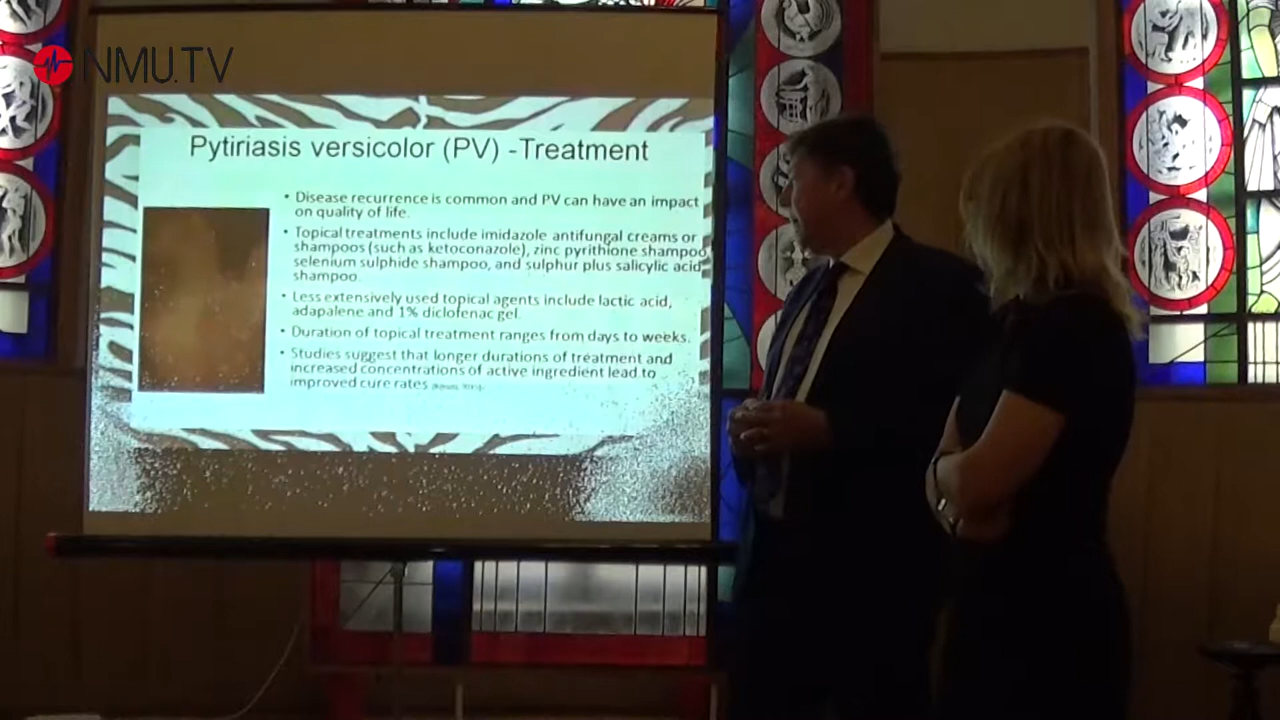 NMU.TV
Pytiriasis versicolor (PV) -Treatment
• Disease recurrence is common and PV can have an impact
on quality of life.
• Topical treatments include imidazole antifungal creams or
shampoos (such as ketoconazole), zinc pyrithione shampoo
selenium sulphide shampoo, and sulphur plus salicylic acid
shampoo
• Less extensively used topical agents include lactic acid,
adapalene and 1% diclofenac gel.
• Duration of topical treatment ranges from days to weeks.
• Studies suggest that longer durations of treatment and
increased concentrations of active ingredient lead to
improved cure rates